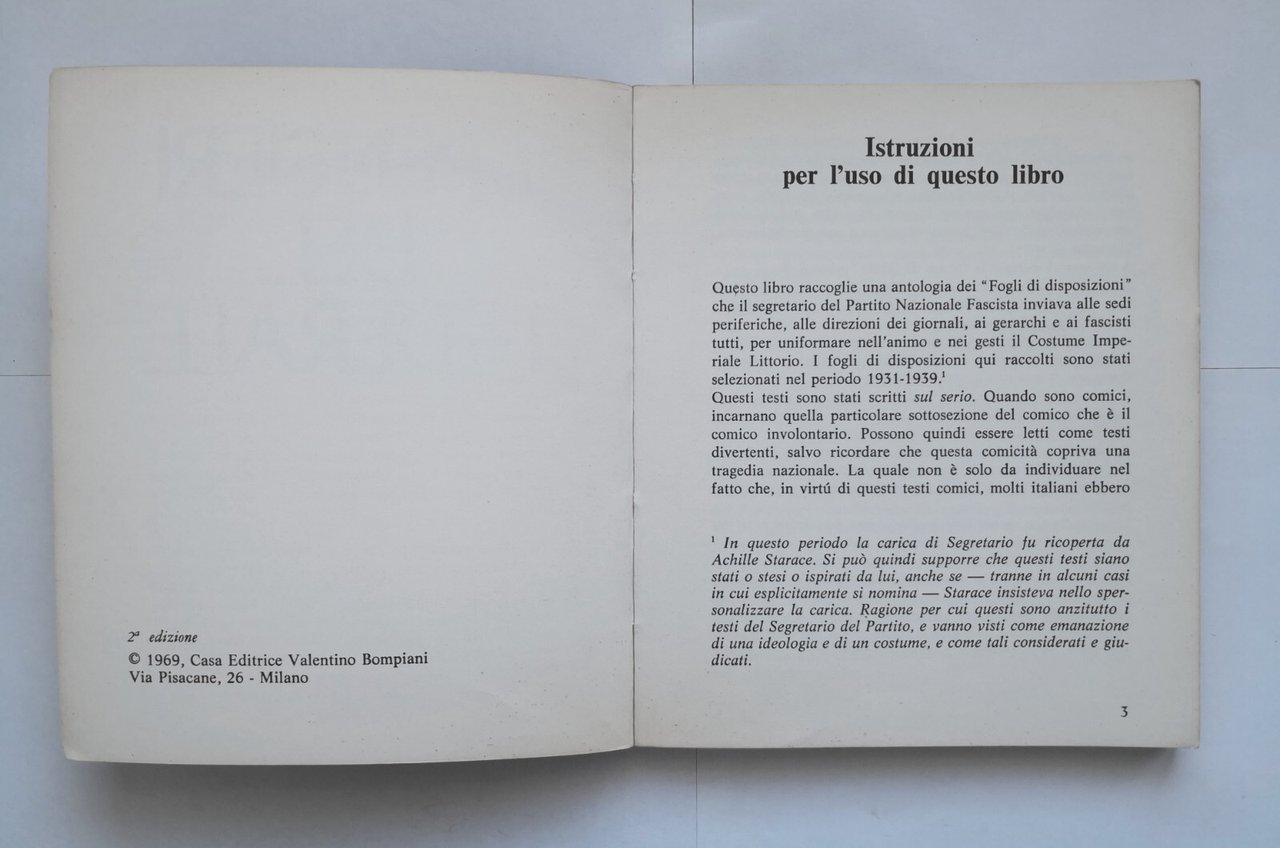 2ª edizione
© 1969, Casa Editrice Valentino Bompiani
Via Pisacane, 26 - Milano
Istruzioni
per l'uso di questo libro
Questo libro raccoglie una antologia dei “Fogli di disposizioni”
che il segretario del Partito Nazionale Fascista inviava alle sedi
periferiche, alle direzioni dei giornali, ai gerarchi e ai fascisti
tutti, per uniformare nell'animo e nei gesti il Costume Impe-
riale Littorio. I fogli di disposizioni qui raccolti sono stati
selezionati nel periodo 1931-1939.¹
Questi testi sono stati scritti sul serio. Quando sono comici,
incarnano quella particolare sottosezione del comico che è il
comico involontario. Possono quindi essere letti come testi
divertenti, salvo ricordare che questa comicità copriva una
tragedia nazionale. La quale non è solo da individuare nel
fatto che, in virtú di questi testi comici, molti italiani ebbero
¹ In questo periodo la carica di Segretario fu ricoperta da
Achille Starace. Si può quindi supporre che questi testi siano
stati o stesi o ispirati da lui, anche se — tranne in alcuni casi
in cui esplicitamente si nomina — Starace insisteva nello sper-
sonalizzare la carica. Ragione per cui questi sono anzitutto i
testi del Segretario del Partito, e vanno visti come emanazione
di una ideologia e di un costume, e come tali considerati e giu-
dicati.
3